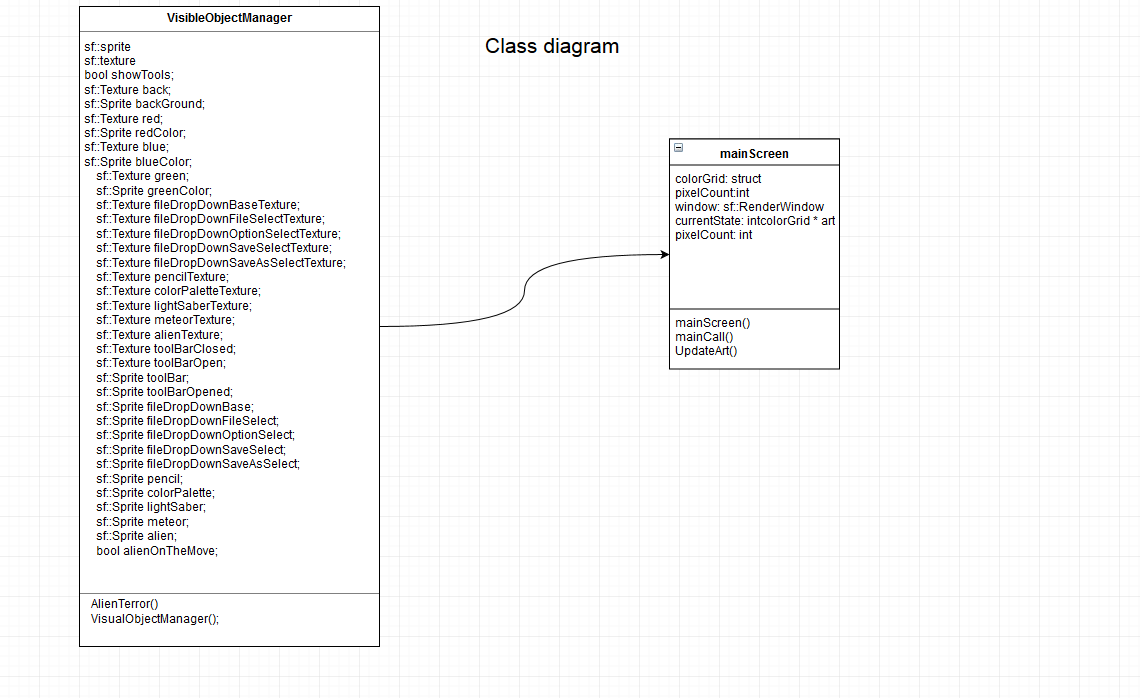 VisibleObjectManager
sf::sprite
sf::texture
bool showTools;
sf::Texture back;
sf::Sprite backGround;
sf::Texture red;
sf::Sprite redColor;
sf::Texture blue;
sf::Sprite blueColor;
sf::Texture green;
sf::Sprite greenColor;
sf::Texture fileDropDownBaseTexture;
sf::Texture fileDropDownFileSelectTexture;
sf::Texture fileDropDownOptionSelectTexture;
sf::Texture fileDropDownSaveSelectTexture;
sf::Texture fileDropDownSaveAsSelectTexture;
sf::Texture pencilTexture;
sf::Texture colorPaletteTexture;
sf::Texture lightSaberTexture;
sf::Texture meteorTexture;
sf::Texture alienTexture;
sf::Texture toolBarClosed;
sf::Texture toolBarOpen;
sf::Sprite toolBar;
sf::Sprite toolBarOpened;
sf::Sprite fileDropDownBase;
sf::Sprite fileDropDownFileSelect;
sf::Sprite fileDropDownOptionSelect;
sf::Sprite fileDropDownSaveSelect;
sf::Sprite fileDropDownSaveAsSelect;
sf::Sprite pencil;
sf::Sprite colorPalette;
sf::Sprite lightSaber;
sf::Sprite meteor;
sf::Sprite alien;
bool alienOnTheMove;
AlienTerror()
VisualObjectManager();
Class diagram
mainScreen
colorGrid: struct
pixelCount:int
window: sf::RenderWindow
currentState: intcolorGrid * art
pixelCount: int
mainScreen()
mainCall()
UpdateArt()